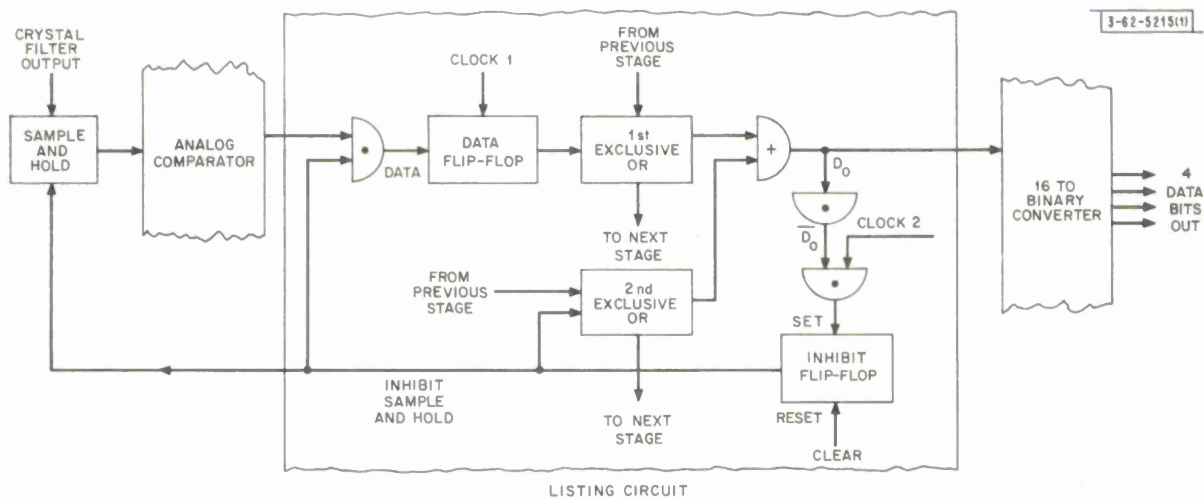 3-62-5215(1)
CRYSTAL
FILTER
OUTPUT
SAMPLE
AND
HOLD
ANALOG
COMPARATOR
CLOCK 1
FROM
PREVIOUS
STAGE
DATA
DATA
FLIP-FLOP
1st
EXCLUSIVE
OR
+
D₀
TO NEXT
STAGE
D̅₀
CLOCK 2
16 TO
BINARY
CONVERTER
4
DATA
BITS
OUT
FROM
PREVIOUS
STAGE
2nd
EXCLUSIVE
OR
SET
INHIBIT
FLIP-FLOP
INHIBIT
SAMPLE
AND HOLD
TO NEXT
STAGE
RESET
CLEAR
LISTING CIRCUIT